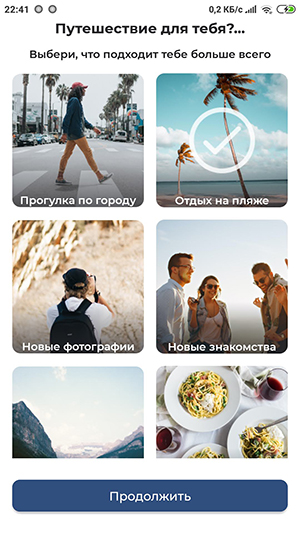 22:41
0,2 КБ/с
Путешествие для тебя?...
Выбери, что подходит тебе больше всего
Прогулка по городу
Отдых на пляже
Новые фотографии
Новые знакомства
Продолжить